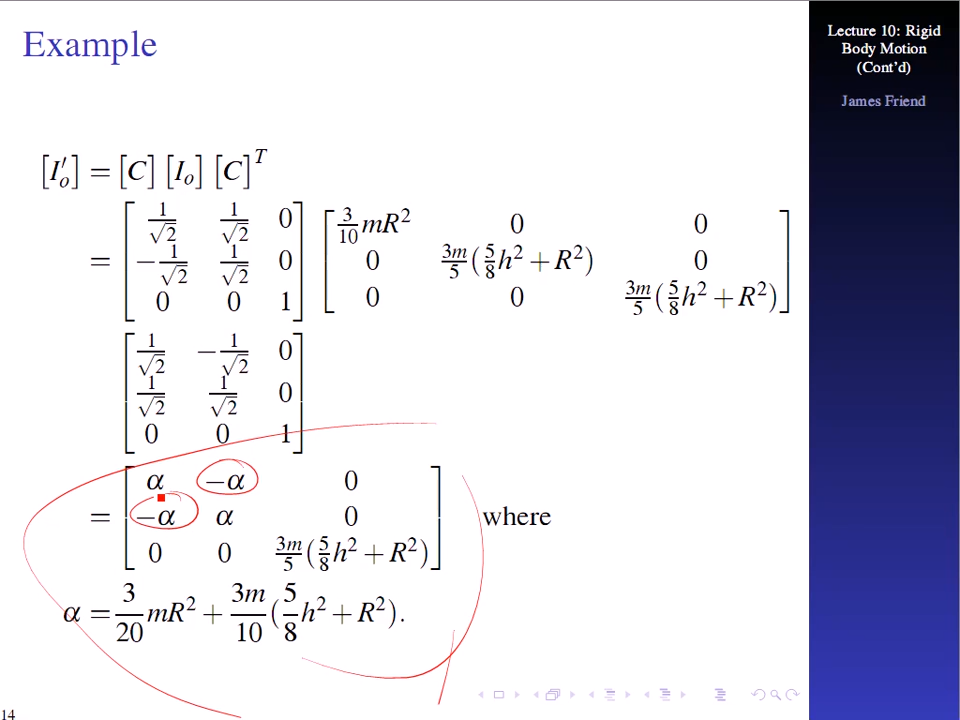 Example
Lecture 10: Rigid
Body Motion
(Cont'd)
James Friend
[I′ₒ] = [C] [Iₒ] [C]ᵀ
= [ 1/√2 1/√2 0 ; −1/√2 1/√2 0 ; 0 0 1 ] [ 3/10 mR² 0 0 ; 0 3m/5 (5/8 h² + R²) 0 ; 0 0 3m/5 (5/8 h² + R²) ]
[ 1/√2 −1/√2 0 ; 1/√2 1/√2 0 ; 0 0 1 ]
= [ α −α 0 ; −α α 0 ; 0 0 3m/5 (5/8 h² + R²) ] where
α = 3/20 mR² + 3m/10 (5/8 h² + R²).
14